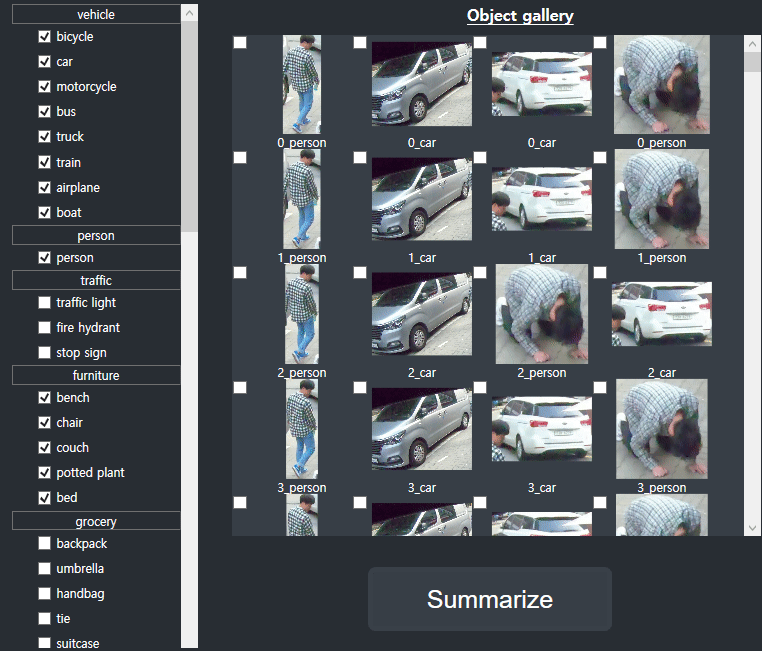 vehicle
bicycle
car
motorcycle
bus
truck
train
airplane
boat
person
person
traffic
traffic light
fire hydrant
stop sign
furniture
bench
chair
couch
potted plant
bed
grocery
backpack
umbrella
handbag
tie
suitcase
Object gallery
0_person 0_car 0_car 0_person
1_person 1_car 1_car 1_person
2_person 2_car 2_person 2_car
3_person 3_car 3_car 3_person
Summarize